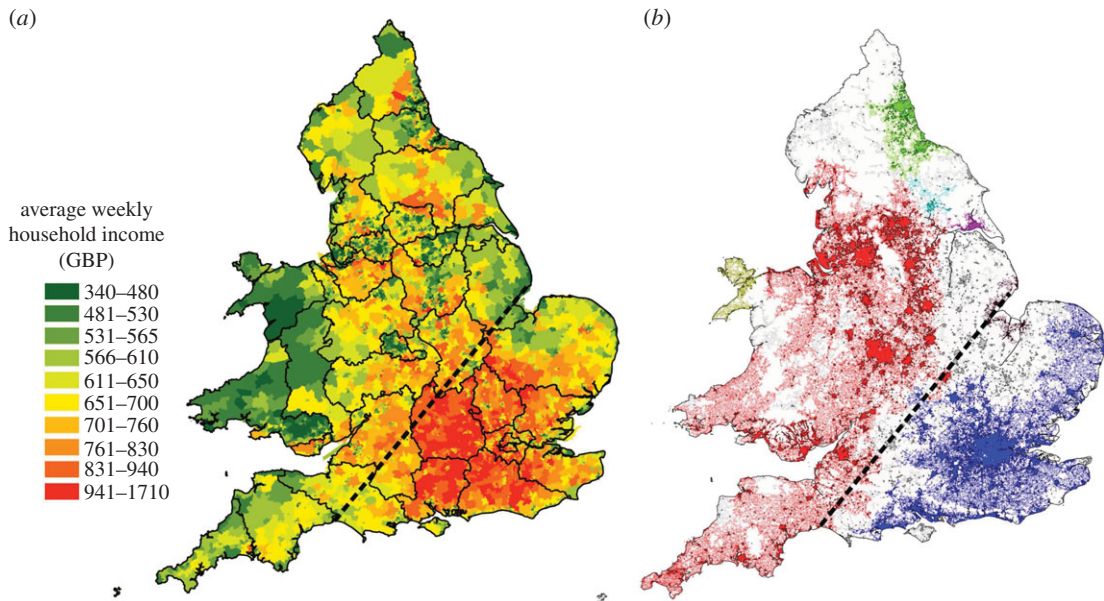 (a)
(b)
average weekly
household income
(GBP)
340–480
481–530
531–565
566–610
611–650
651–700
701–760
761–830
831–940
941–1710